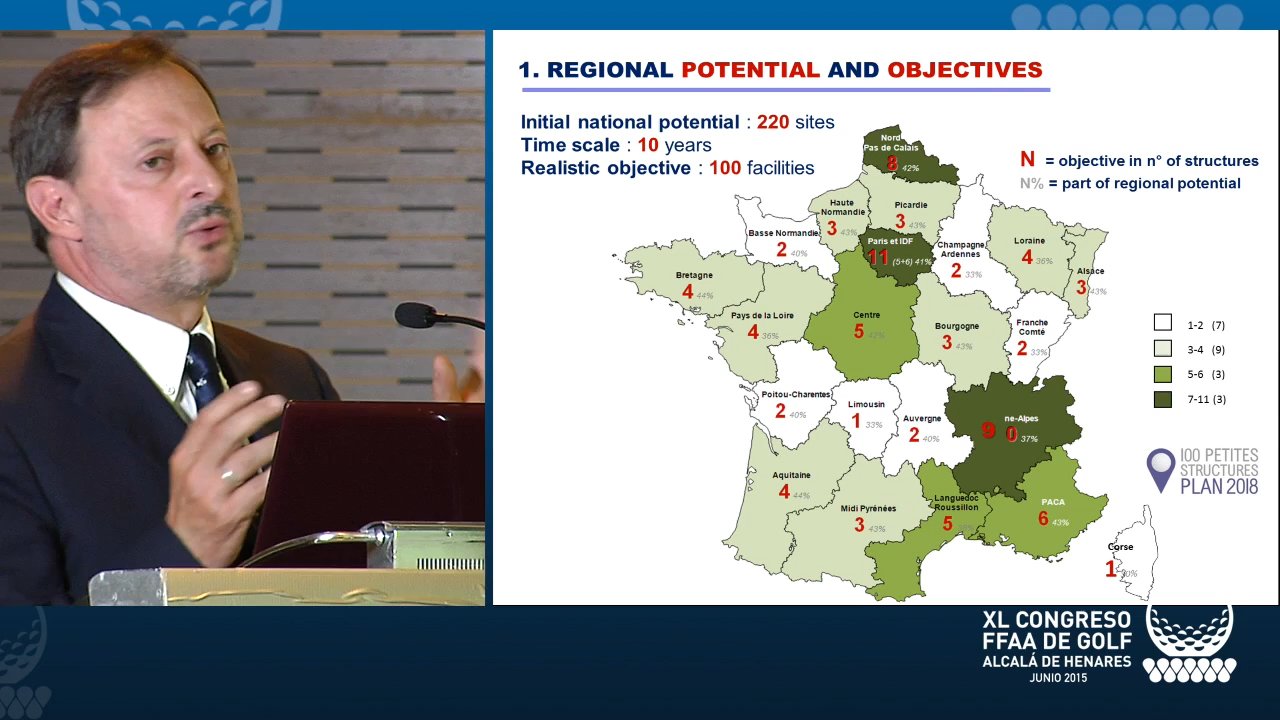 1. REGIONAL POTENTIAL AND OBJECTIVES
Initial national potential : 220 sites
Time scale : 10 years
Realistic objective : 100 facilities
N = objective in n° of structures
N% = part of regional potential
Nord
Pas de Calais
8 42%
Haute
Normandie
3 43%
Picardie
3 43%
Basse Normandie
2 40%
Paris et IDF
11 (5+6) 41%
Champagne
Ardennes
2 33%
Loraine
4 36%
Alsace
3 43%
Bretagne
4 44%
Pays de la Loire
4 36%
Centre
5
Bourgogne
3 43%
Franche
Comté
2 33%
Poitou-Charentes
2 40%
Limousin
1 33%
Auvergne
2 40%
ne-Alpes
9 0 37%
Aquitaine
4 44%
Midi Pyrénées
3 43%
Languedoc
Roussillon
5
PACA
6 43%
Corse
1
1-2 (7)
3-4 (9)
5-6 (3)
7-11 (3)
100 PETITES
STRUCTURES
PLAN 2018
XL CONGRESO
FFAA DE GOLF
ALCALÁ DE HENARES
JUNIO 2015